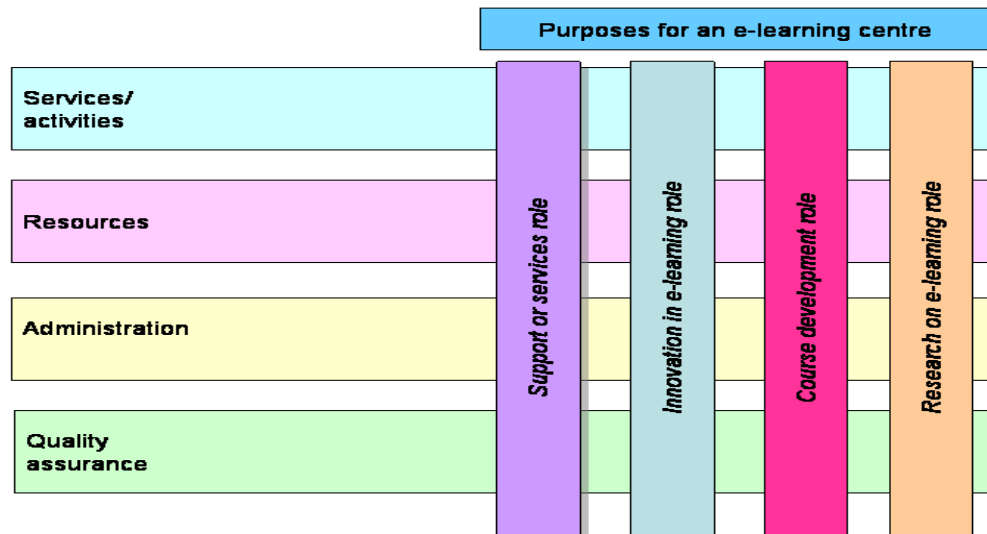 Purposes for an e-learning centre
Services/
activities
Resources
Administration
Quality
assurance
Support or services role
Innovation in e-learning role
Course development role
Research on e-learning role